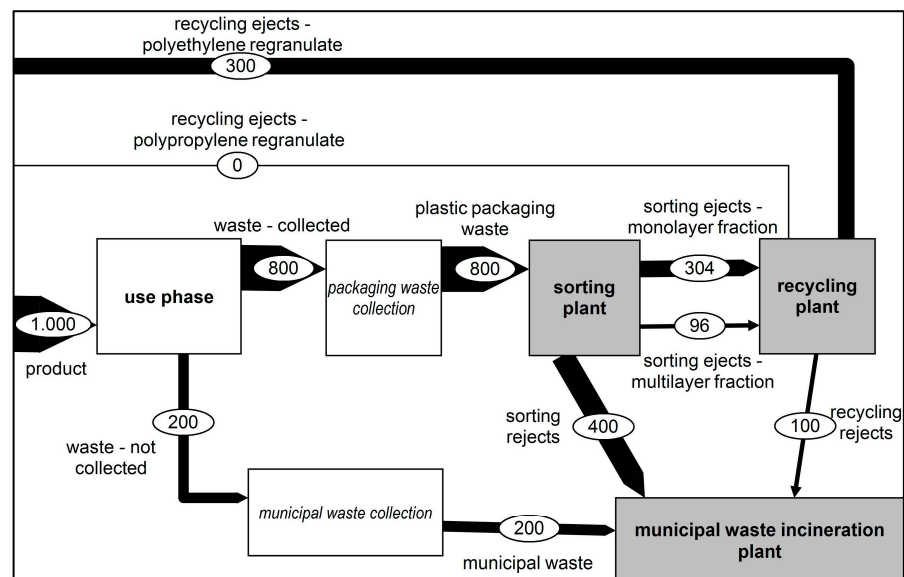 recycling ejects -
polyethylene regranulate
300
recycling ejects -
polypropylene regranulate
0
waste - collected
800
plastic packaging
waste
800
sorting ejects -
monolayer fraction
304
use phase
packaging waste
collection
sorting
plant
recycling
plant
1.000
product
96
sorting ejects -
multilayer fraction
200
waste - not
collected
sorting
rejects
400
100
recycling
rejects
municipal waste collection
200
municipal waste
municipal waste incineration
plant